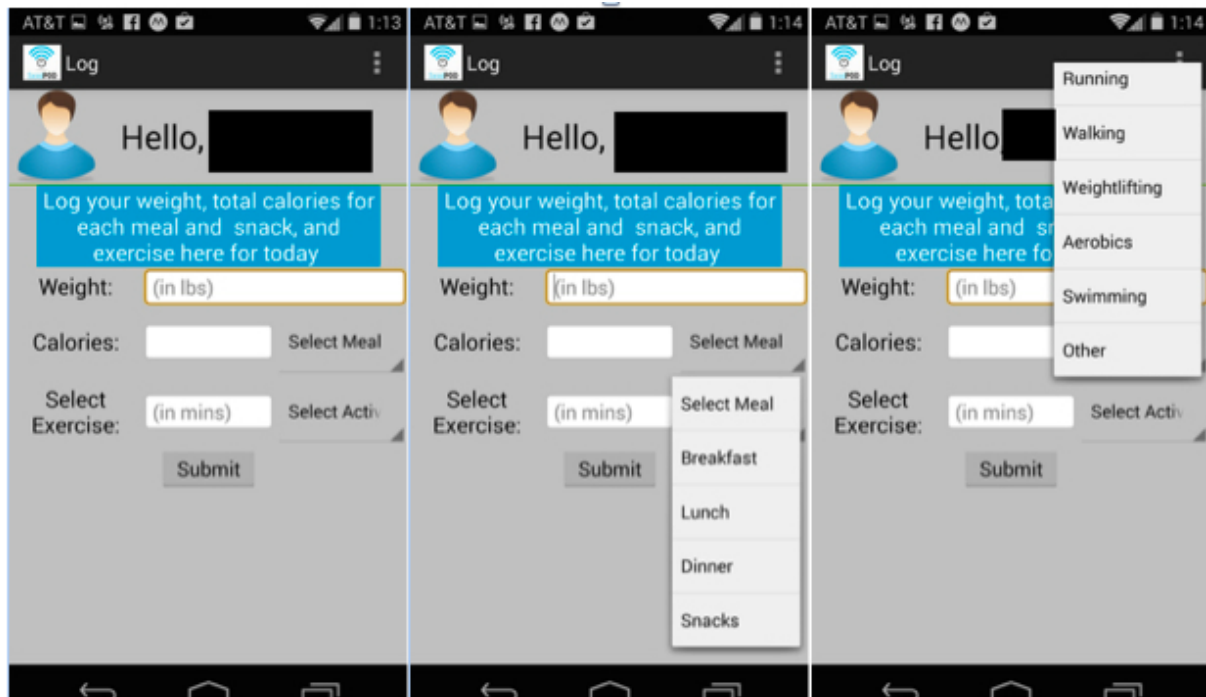 AT&T 1:13
Log
Hello,
Log your weight, total calories for
each meal and snack, and
exercise here for today
Weight: (in lbs)
Calories: Select Meal
Select
Exercise: (in mins) Select Activ
Submit
AT&T 1:14
Log
Hello,
Log your weight, total calories for
each meal and snack, and
exercise here for today
Weight: (in lbs)
Calories: Select Meal
Select
Exercise: (in mins)
Submit
Select Meal
Breakfast
Lunch
Dinner
Snacks
AT&T 1:14
Log
Hello
Log your weight, tota
each meal and sn
exercise here fo
Weight: (in lbs)
Calories:
Select
Exercise: (in mins) Select Activ
Submit
Running
Walking
Weightlifting
Aerobics
Swimming
Other